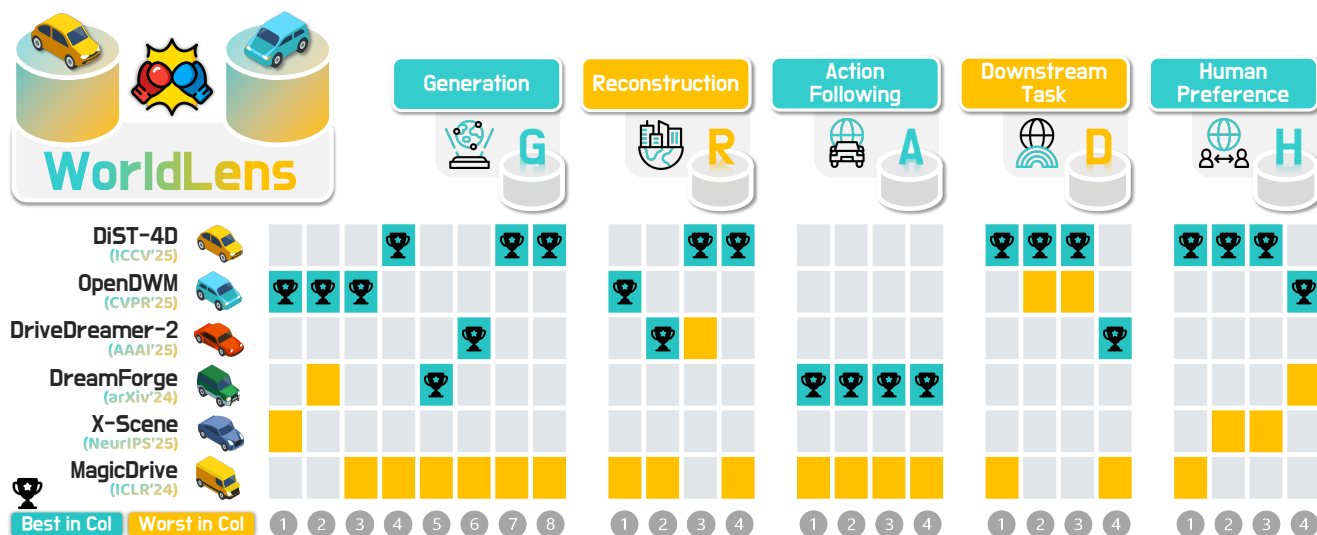 WorldLens
Generation
Reconstruction
Action
Following
Downstream
Task
Human
Preference
G
R
A
D
H
DiST-4D
(ICCV'25)
OpenDWM
(CVPR'25)
DriveDreamer-2
(AAAI'25)
DreamForge
(arXiv'24)
X-Scene
(NeurIPS'25)
MagicDrive
(ICLR'24)
Best in Col Worst in Col
1 2 3 4 5 6 7 8 1 2 3 4 1 2 3 4 1 2 3 4 1 2 3 4